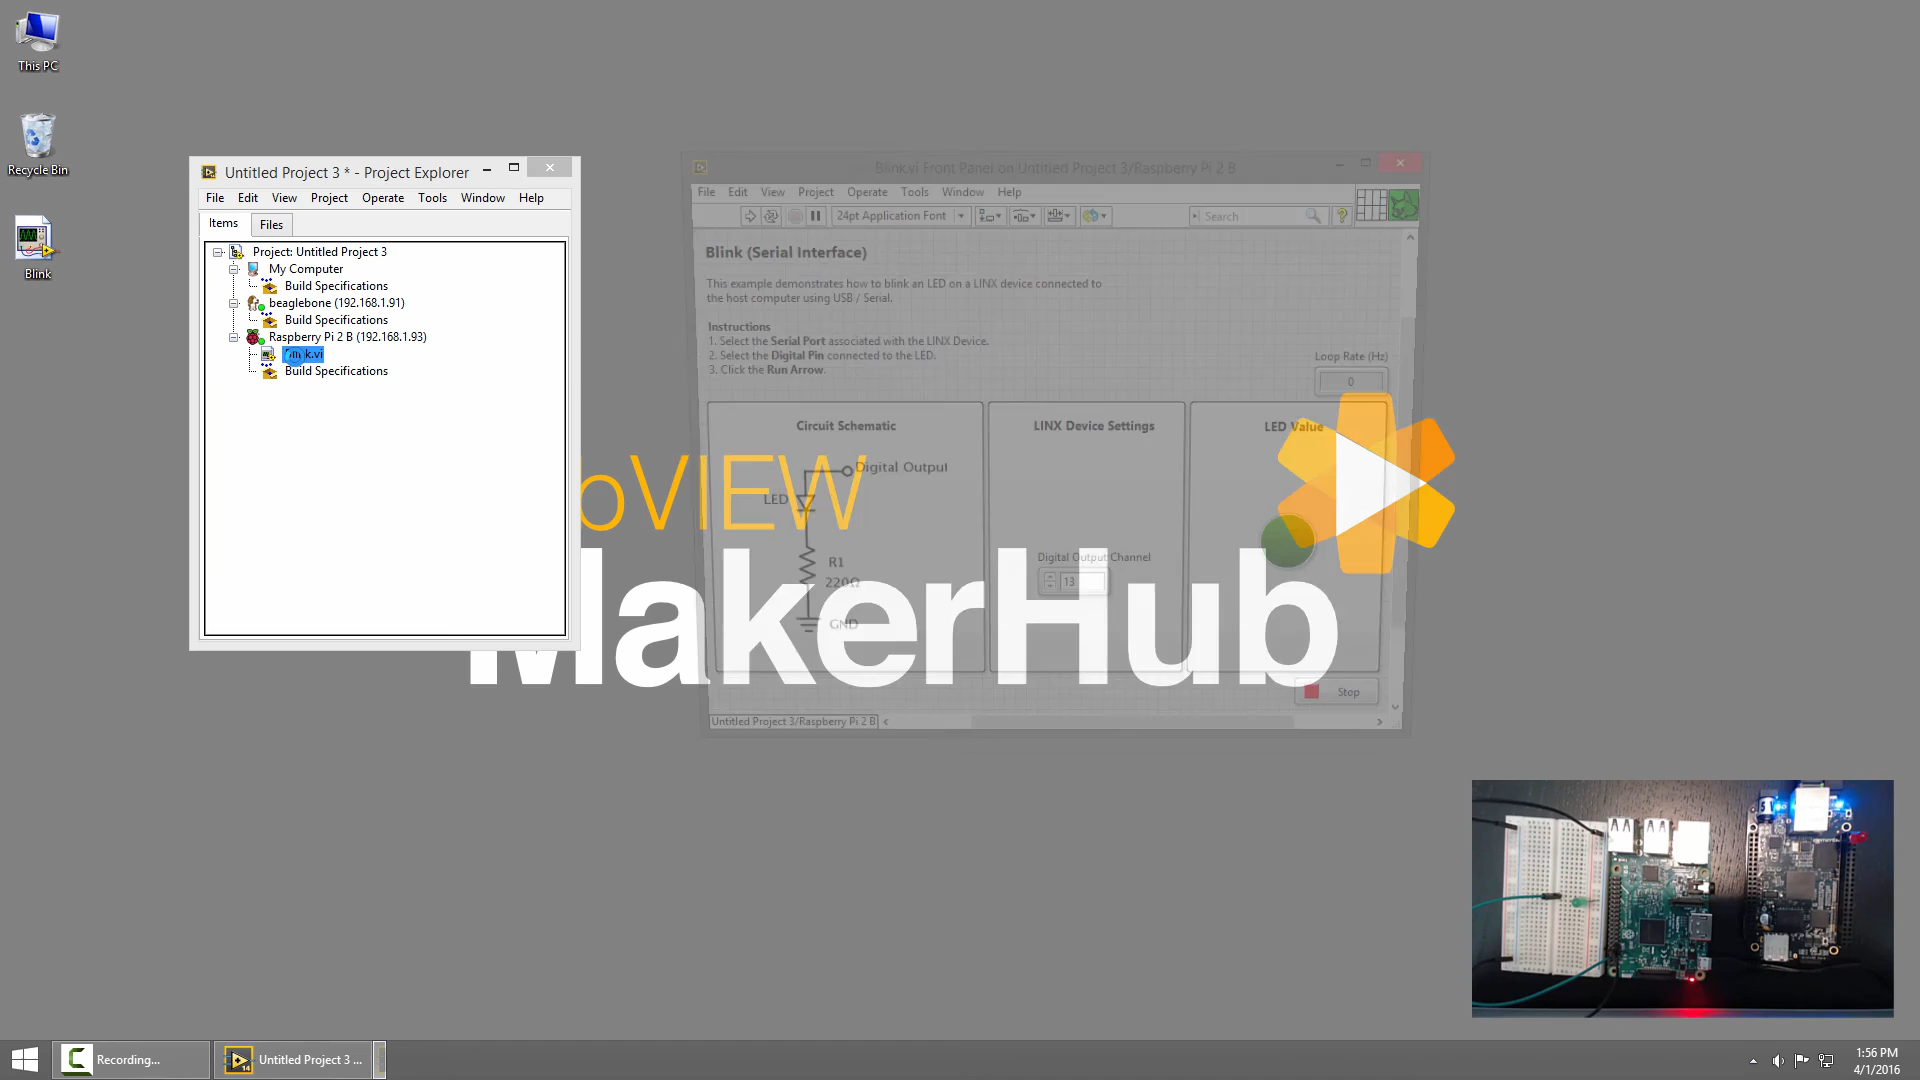 This PC
Recycle Bin
Blink
Untitled Project 3 * - Project Explorer
File Edit View Project Operate Tools Window Help
Items Files
Project: Untitled Project 3
My Computer
Build Specifications
beaglebone (192.168.1.91)
Build Specifications
Raspberry Pi 2 B (192.168.1.93)
k.vi
Build Specifications
Blink.vi Front Panel on Untitled Project 3/Raspberry Pi 2 B
File Edit View Project Operate Tools Window Help
24pt Application Font
Search
?
Blink (Serial Interface)
This example demonstrates how to blink an LED on a LINX device connected to
the host computer using USB / Serial.
Instructions
1. Select the Serial Port associated with the LINX Device.
2. Select the Digital Pin connected to the LED.
3. Click the Run Arrow.
Loop Rate (Hz)
0
Circuit Schematic
Digital Output
LED
R1
220Ω
GND
LINX Device Settings
Digital Output Channel
13
LED Value
Stop
Untitled Project 3/Raspberry Pi 2 B
bVIEW
MakerHub
Recording...
14
Untitled Project 3 ...
1:56 PM
4/1/2016